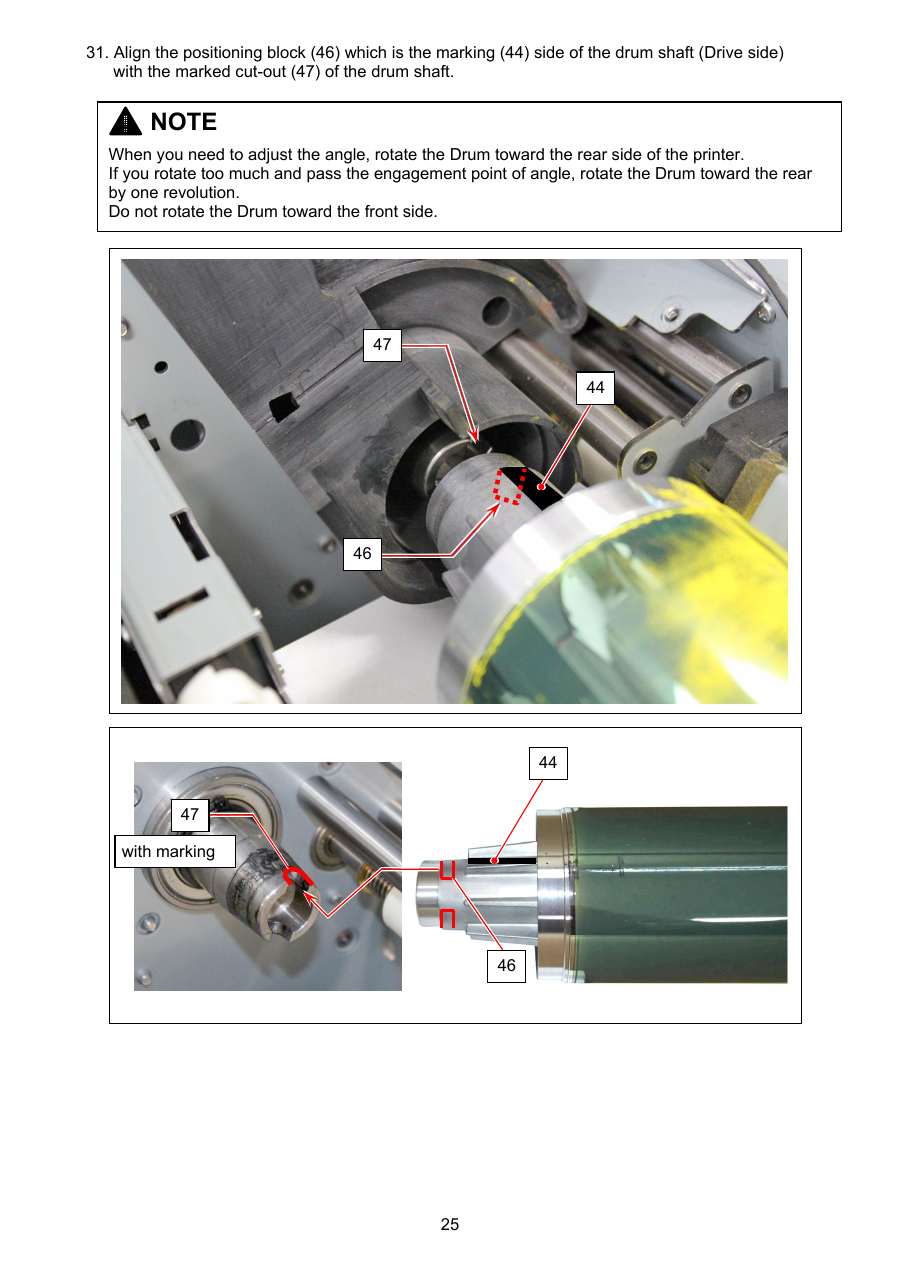 31. Align the positioning block (46) which is the marking (44) side of the drum shaft (Drive side)
with the marked cut-out (47) of the drum shaft.
NOTE
When you need to adjust the angle, rotate the Drum toward the rear side of the printer.
If you rotate too much and pass the engagement point of angle, rotate the Drum toward the rear
by one revolution.
Do not rotate the Drum toward the front side.
47
44
46
44
47
with marking
46
25